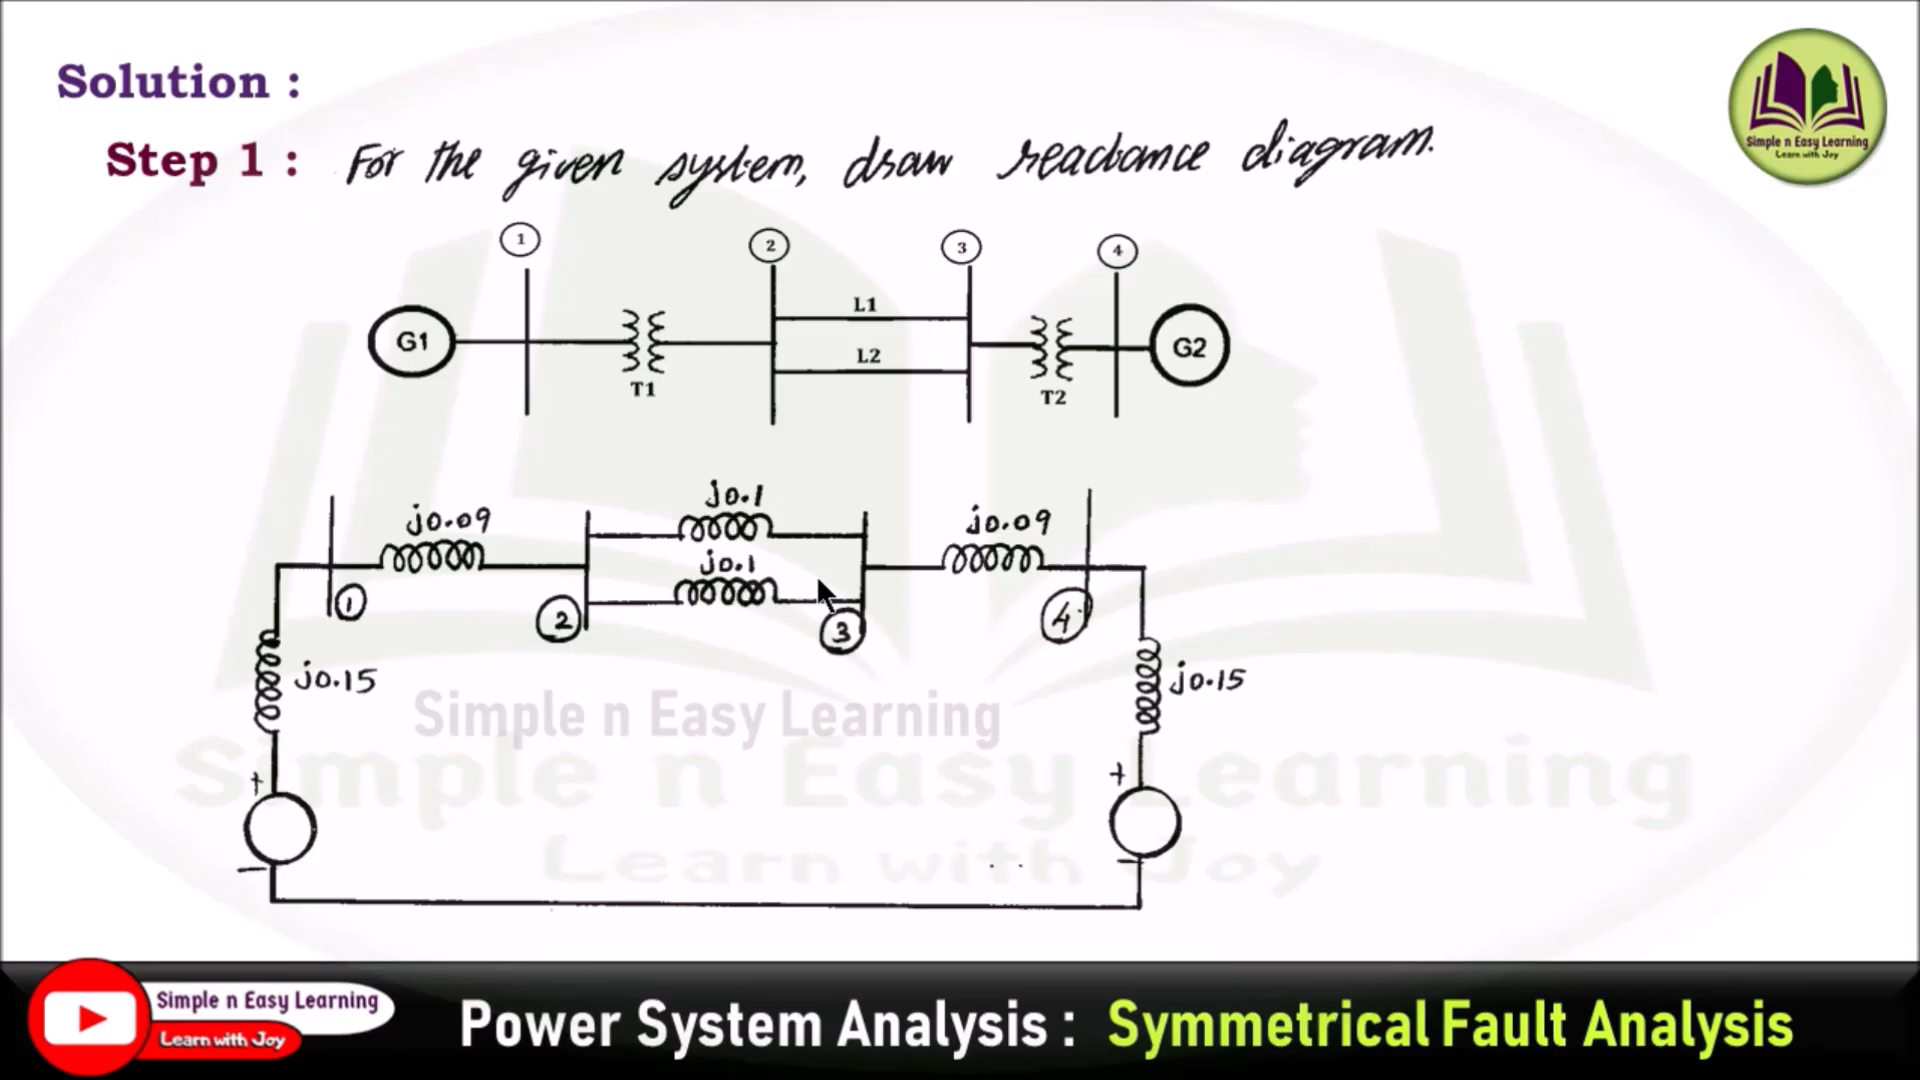 Solution :
Simple n Easy Learning
Learn with Joy
Step 1 : For the given system, draw reactance diagram.
1 2 3 4
G1 T1 L1 L2 T2 G2
j0.09 j0.1 j0.09
j0.1
1 2 3 4
j0.15 j0.15
Simple n Easy Learning
Simple n Easy Learning
Learn with Joy
+ +
- -
Simple n Easy Learning
Learn with Joy
Power System Analysis : Symmetrical Fault Analysis